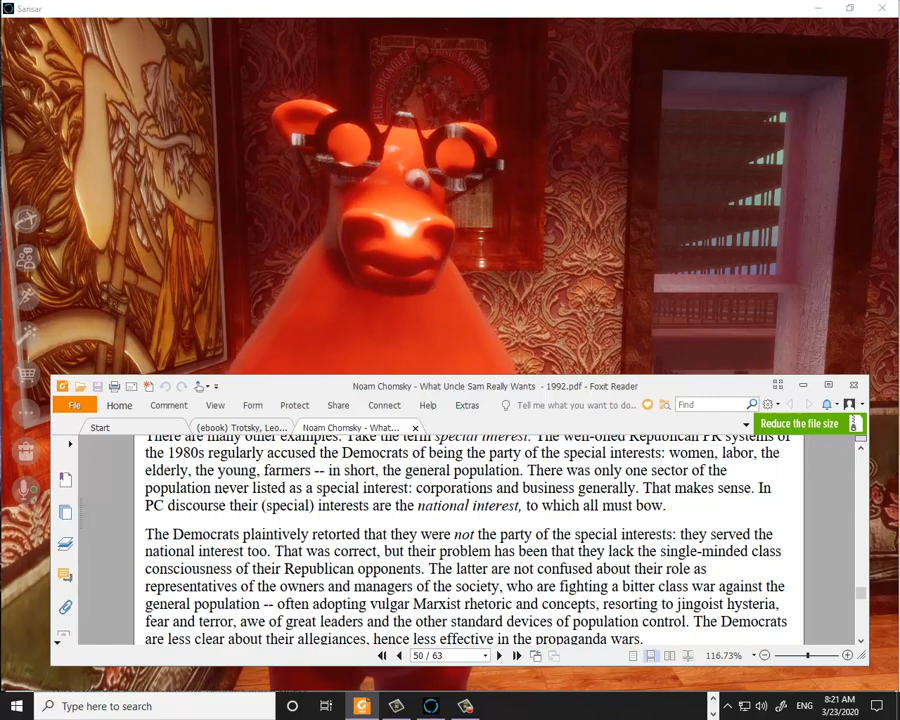 Sansar
Noam Chomsky - What Uncle Sam Really Wants - 1992.pdf - Foxit Reader
File Home Comment View Form Protect Share Connect Help Extras Tell me what you want to do... Find
Start (ebook) Trotsky, Leo... Noam Chomsky - What... Reduce the file size
There are many other examples. Take the term special interest. The well-oiled Republican PR systems of
the 1980s regularly accused the Democrats of being the party of the special interests: women, labor, the
elderly, the young, farmers -- in short, the general population. There was only one sector of the
population never listed as a special interest: corporations and business generally. That makes sense. In
PC discourse their (special) interests are the national interest, to which all must bow.
The Democrats plaintively retorted that they were not the party of the special interests: they served the
national interest too. That was correct, but their problem has been that they lack the single-minded class
consciousness of their Republican opponents. The latter are not confused about their role as
representatives of the owners and managers of the society, who are fighting a bitter class war against the
general population -- often adopting vulgar Marxist rhetoric and concepts, resorting to jingoist hysteria,
fear and terror, awe of great leaders and the other standard devices of population control. The Democrats
are less clear about their allegiances, hence less effective in the propaganda wars.
50 / 63 116.73%
Type here to search ENG 8:21 AM
3/23/2020